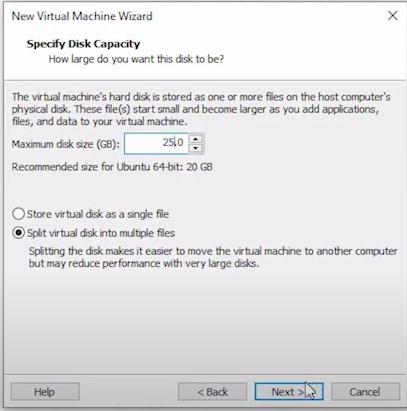 New Virtual Machine Wizard
Specify Disk Capacity
How large do you want this disk to be?
The virtual machine's hard disk is stored as one or more files on the host computer's
physical disk. These file(s) start small and become larger as you add applications,
files, and data to your virtual machine.
Maximum disk size (GB): 25.0
Recommended size for Ubuntu 64-bit: 20 GB
Store virtual disk as a single file
Split virtual disk into multiple files
Splitting the disk makes it easier to move the virtual machine to another computer
but may reduce performance with very large disks.
Help < Back Next > Cancel